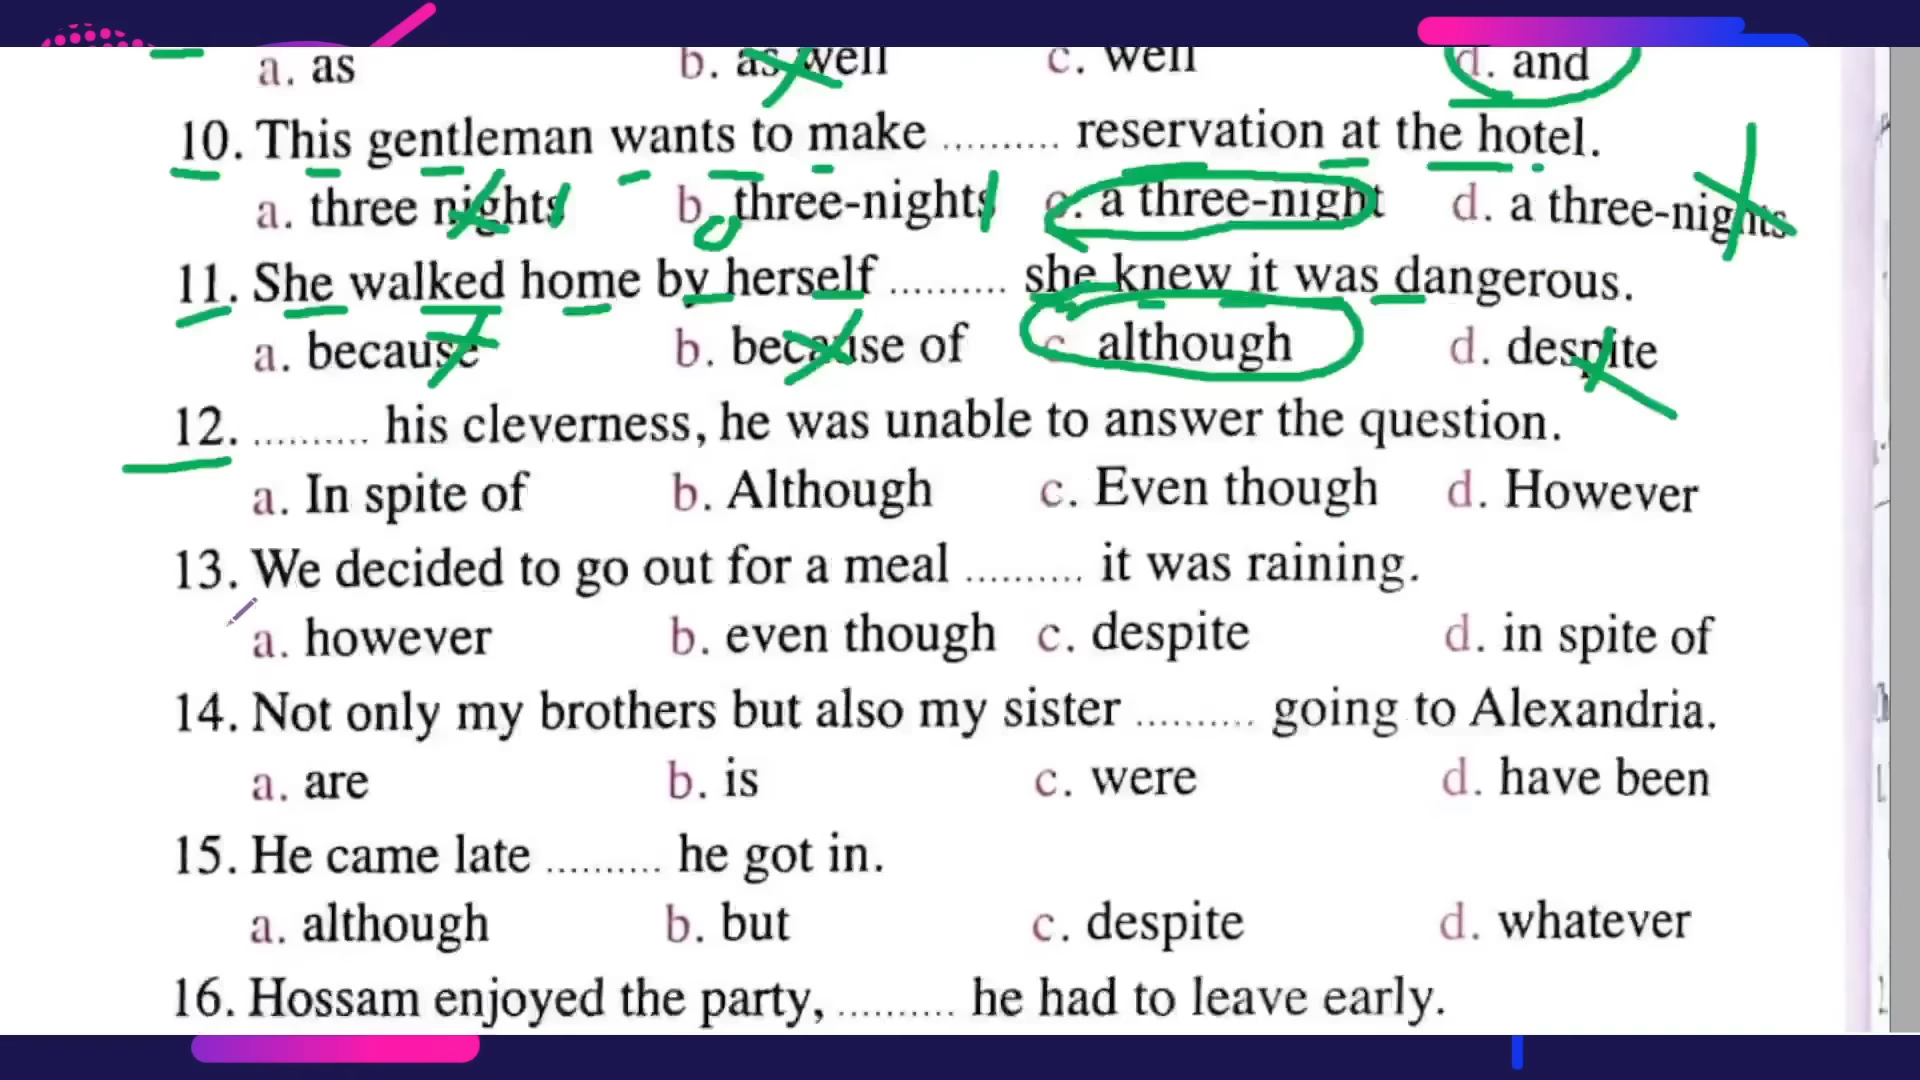 a. as b. as well c. well d. and
10. This gentleman wants to make .......... reservation at the hotel.
a. three nights b. three-nights c. a three-night d. a three-nights
11. She walked home by herself .......... she knew it was dangerous.
a. because b. because of c. although d. despite
12. .......... his cleverness, he was unable to answer the question.
a. In spite of b. Although c. Even though d. However
13. We decided to go out for a meal .......... it was raining.
a. however b. even though c. despite d. in spite of
14. Not only my brothers but also my sister .......... going to Alexandria.
a. are b. is c. were d. have been
15. He came late .......... he got in.
a. although b. but c. despite d. whatever
16. Hossam enjoyed the party, .......... he had to leave early.